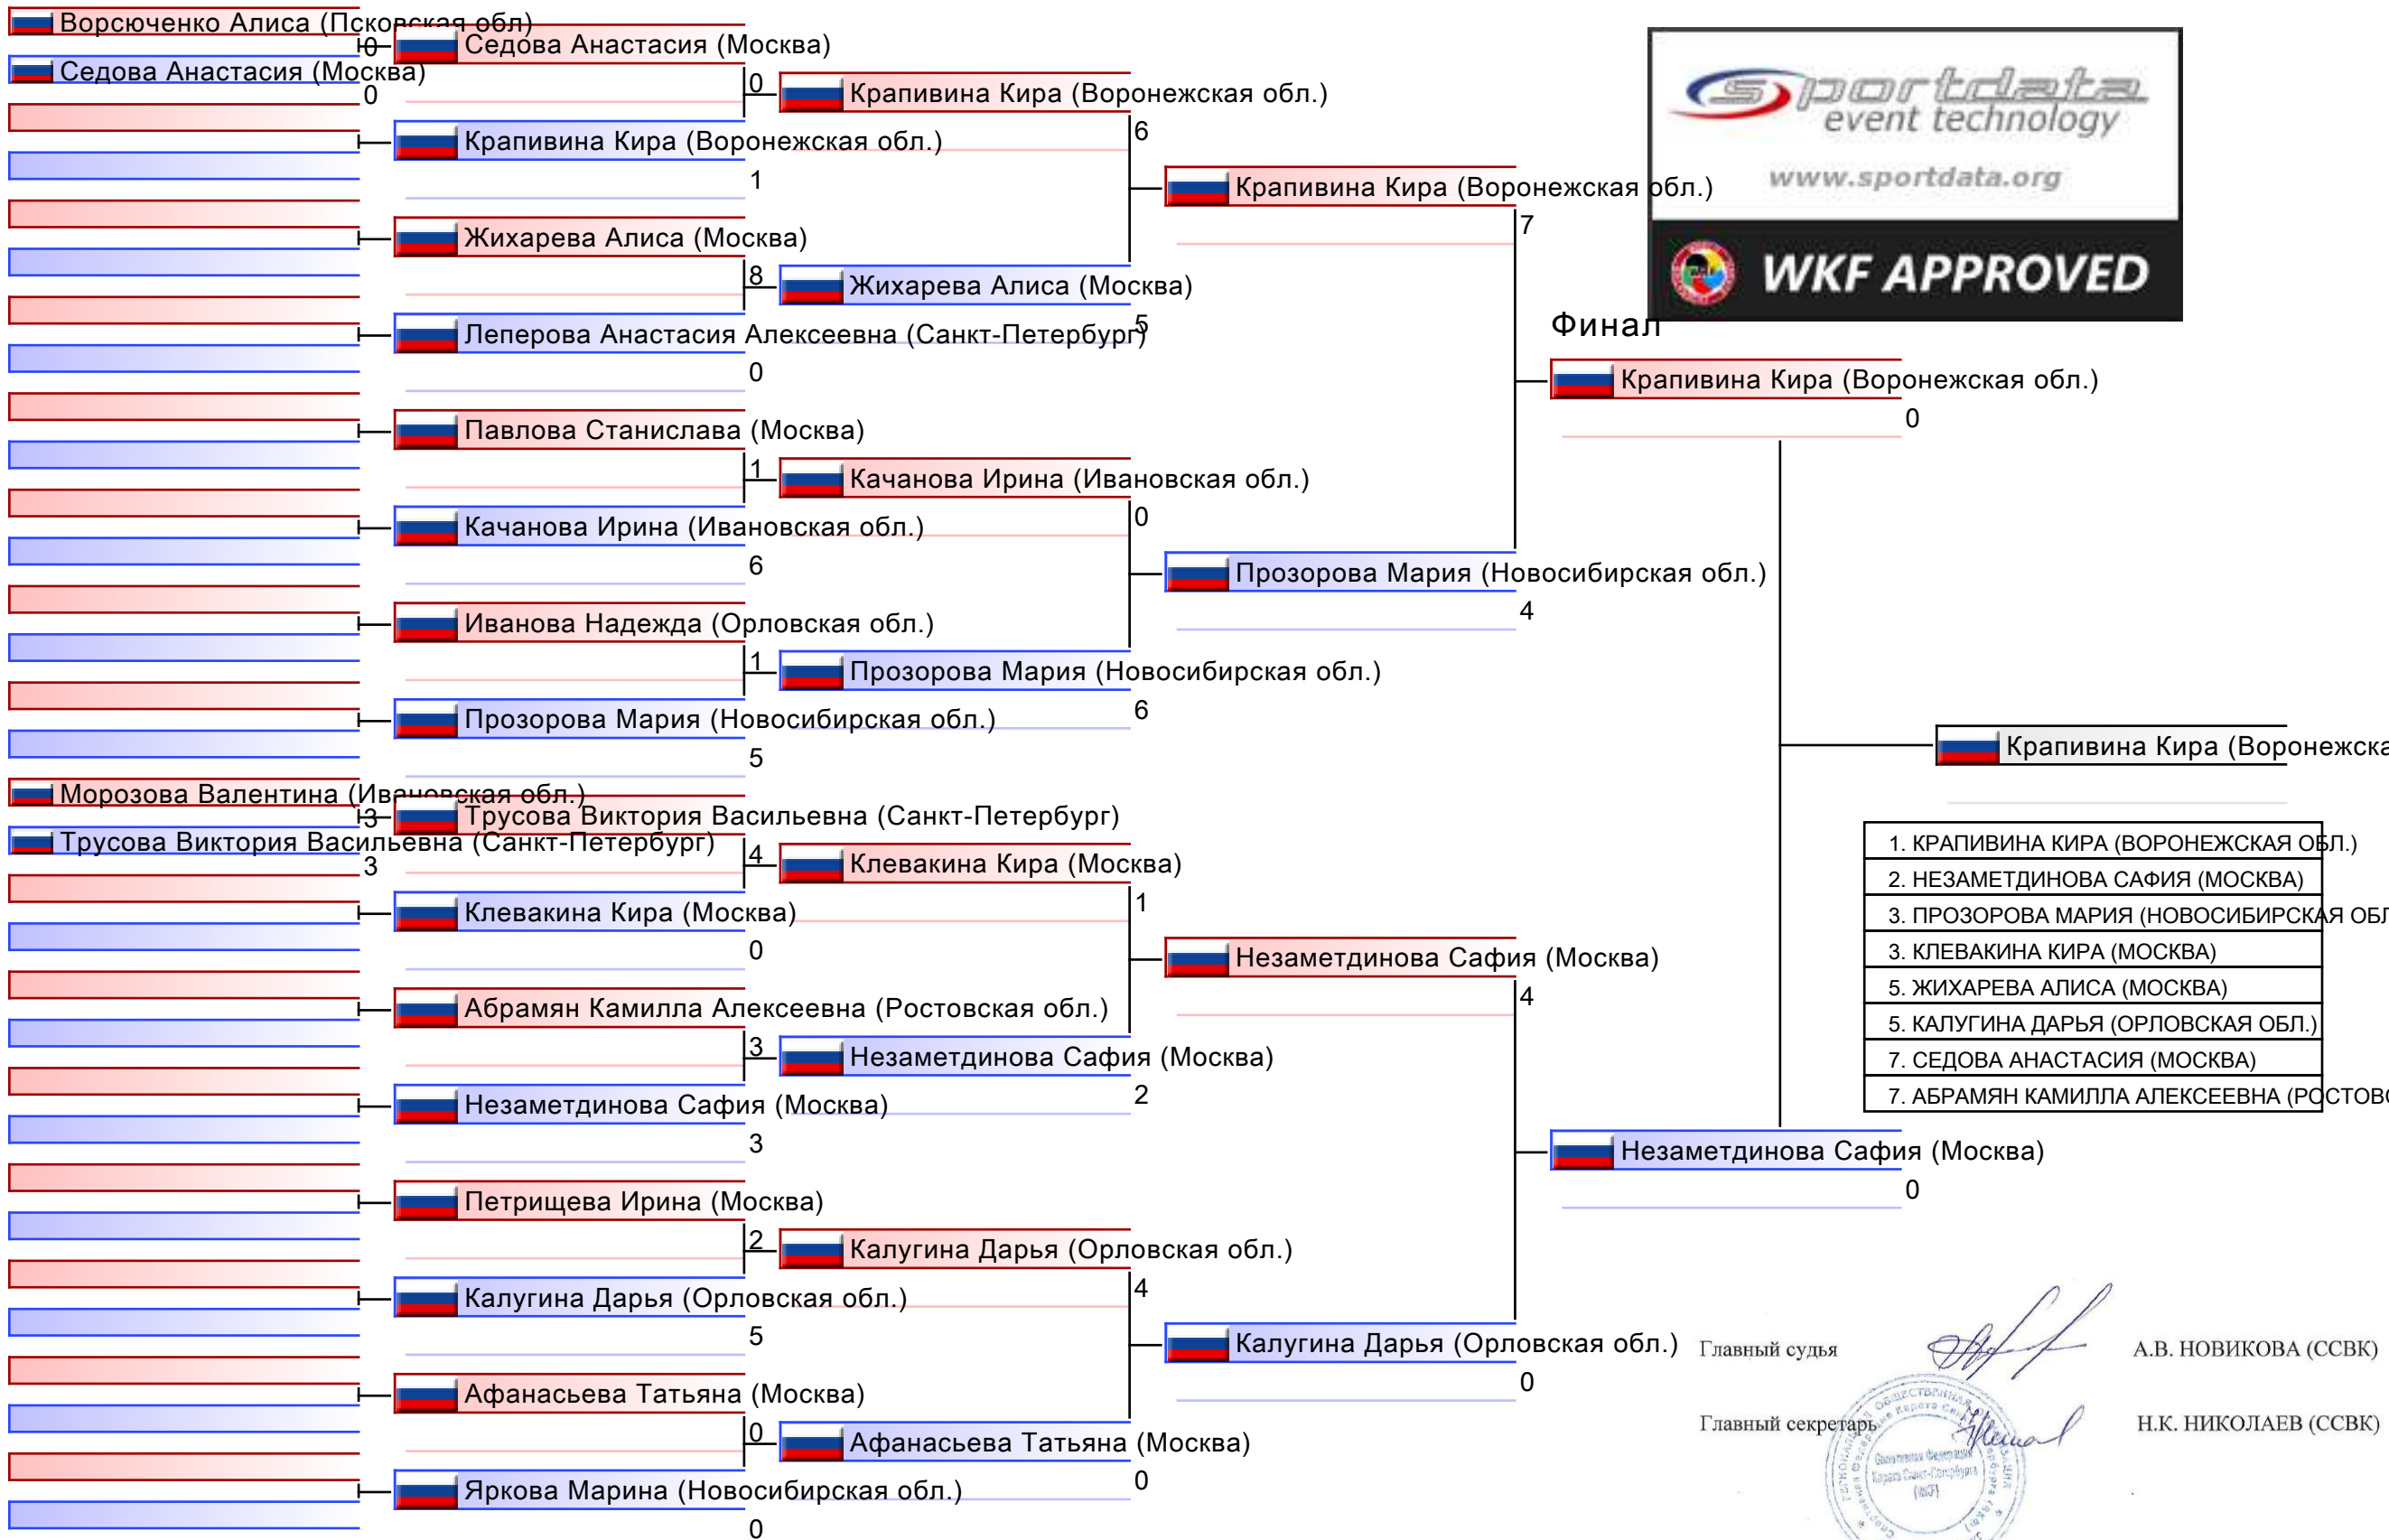 Ворсюченко Алиса (Псковская обл)
0
Седова Анастасия (Москва)
0
Морозова Валентина (Ивановская обл.)
3
Трусова Виктория Васильевна (Санкт-Петербург)
3
Седова Анастасия (Москва)
0
Крапивина Кира (Воронежская обл.)
1
Жихарева Алиса (Москва)
8
Леперова Анастасия Алексеевна (Санкт-Петербург)
0
Павлова Станислава (Москва)
1
Качанова Ирина (Ивановская обл.)
6
Иванова Надежда (Орловская обл.)
1
Прозорова Мария (Новосибирская обл.)
5
Трусова Виктория Васильевна (Санкт-Петербург)
4
Клевакина Кира (Москва)
0
Абрамян Камилла Алексеевна (Ростовская обл.)
3
Незаметдинова Сафия (Москва)
3
Петрищева Ирина (Москва)
2
Калугина Дарья (Орловская обл.)
5
Афанасьева Татьяна (Москва)
0
Яркова Марина (Новосибирская обл.)
0
Крапивина Кира (Воронежская обл.)
6
Жихарева Алиса (Москва)
5
Качанова Ирина (Ивановская обл.)
0
Прозорова Мария (Новосибирская обл.)
6
Клевакина Кира (Москва)
1
Незаметдинова Сафия (Москва)
2
Калугина Дарья (Орловская обл.)
4
Афанасьева Татьяна (Москва)
0
Крапивина Кира (Воронежская обл.)
7
Прозорова Мария (Новосибирская обл.)
4
Незаметдинова Сафия (Москва)
4
Калугина Дарья (Орловская обл.)
0
sportdata
event technology
www.sportdata.org
WKF APPROVED
Финал
Крапивина Кира (Воронежская обл.)
0
Незаметдинова Сафия (Москва)
0
Крапивина Кира (Воронежска
1. КРАПИВИНА КИРА (ВОРОНЕЖСКАЯ ОБЛ.)
2. НЕЗАМЕТДИНОВА САФИЯ (МОСКВА)
3. ПРОЗОРОВА МАРИЯ (НОВОСИБИРСКАЯ ОБЛ
3. КЛЕВАКИНА КИРА (МОСКВА)
5. ЖИХАРЕВА АЛИСА (МОСКВА)
5. КАЛУГИНА ДАРЬЯ (ОРЛОВСКАЯ ОБЛ.)
7. СЕДОВА АНАСТАСИЯ (МОСКВА)
7. АБРАМЯН КАМИЛЛА АЛЕКСЕЕВНА (РОСТОВС
Главный судья А.В. НОВИКОВА (ССВК)
Главный секретарь Н.К. НИКОЛАЕВ (ССВК)